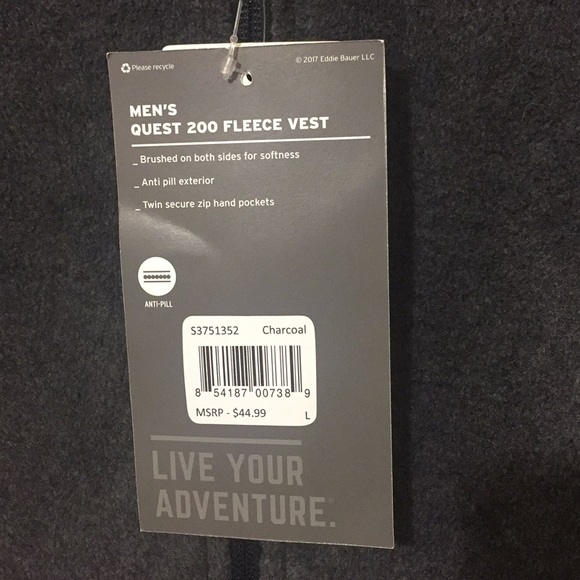 Please recycle
© 2017 Eddie Bauer LLC
MEN'S
QUEST 200 FLEECE VEST
_ Brushed on both sides for softness
_ Anti pill exterior
_ Twin secure zip hand pockets
ANTI-PILL
S3751352 Charcoal
8 54187 00738 9
MSRP - $44.99 L
LIVE YOUR
ADVENTURE.